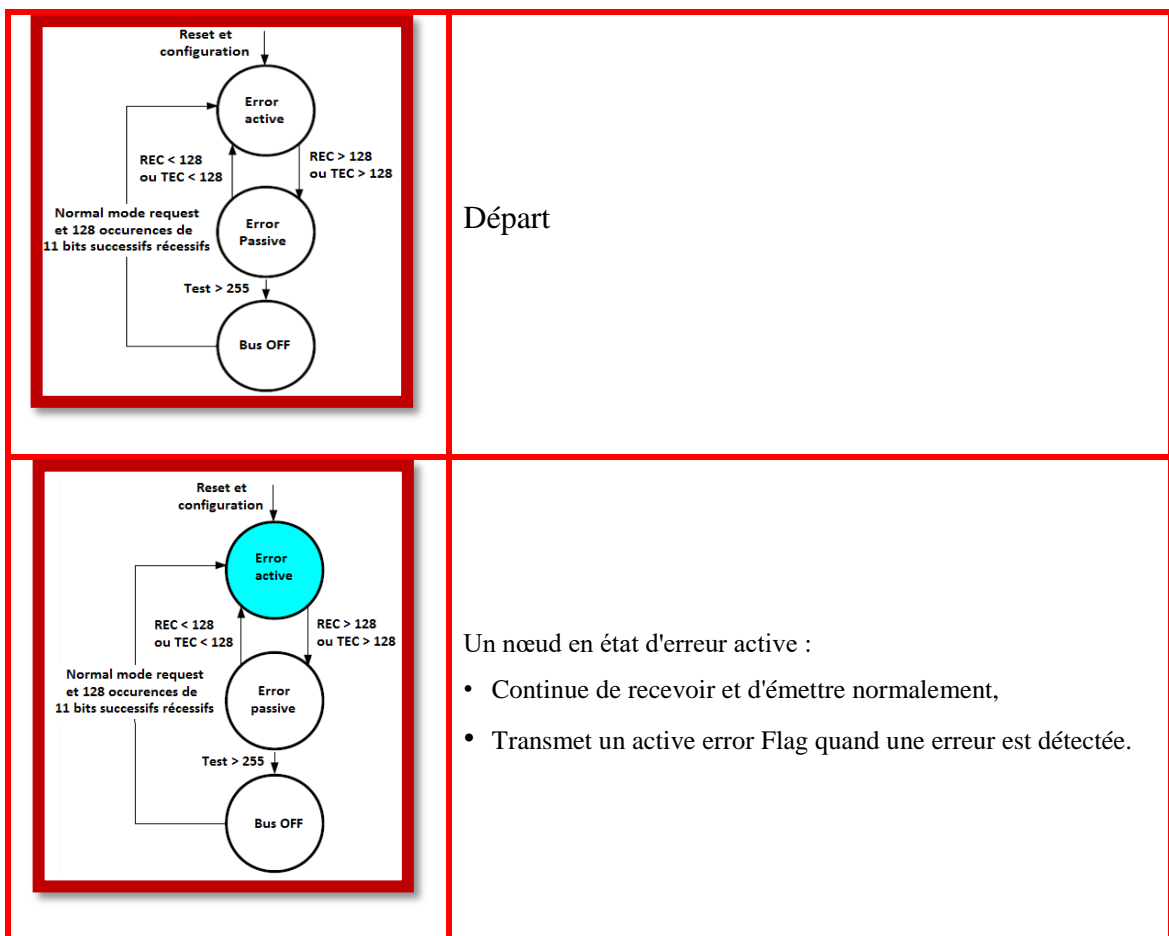 Reset et
configuration
Error
active
REC < 128
ou TEC < 128
REC > 128
ou TEC > 128
Normal mode request
et 128 occurences de
11 bits successifs récessifs
Error
Passive
Test > 255
Bus OFF
Départ
Reset et
configuration
Error
active
REC < 128
ou TEC < 128
REC > 128
ou TEC > 128
Normal mode request
et 128 occurences de
11 bits successifs récessifs
Error
passive
Test > 255
Bus OFF
Un nœud en état d'erreur active :
• Continue de recevoir et d'émettre normalement,
• Transmet un active error Flag quand une erreur est détectée.